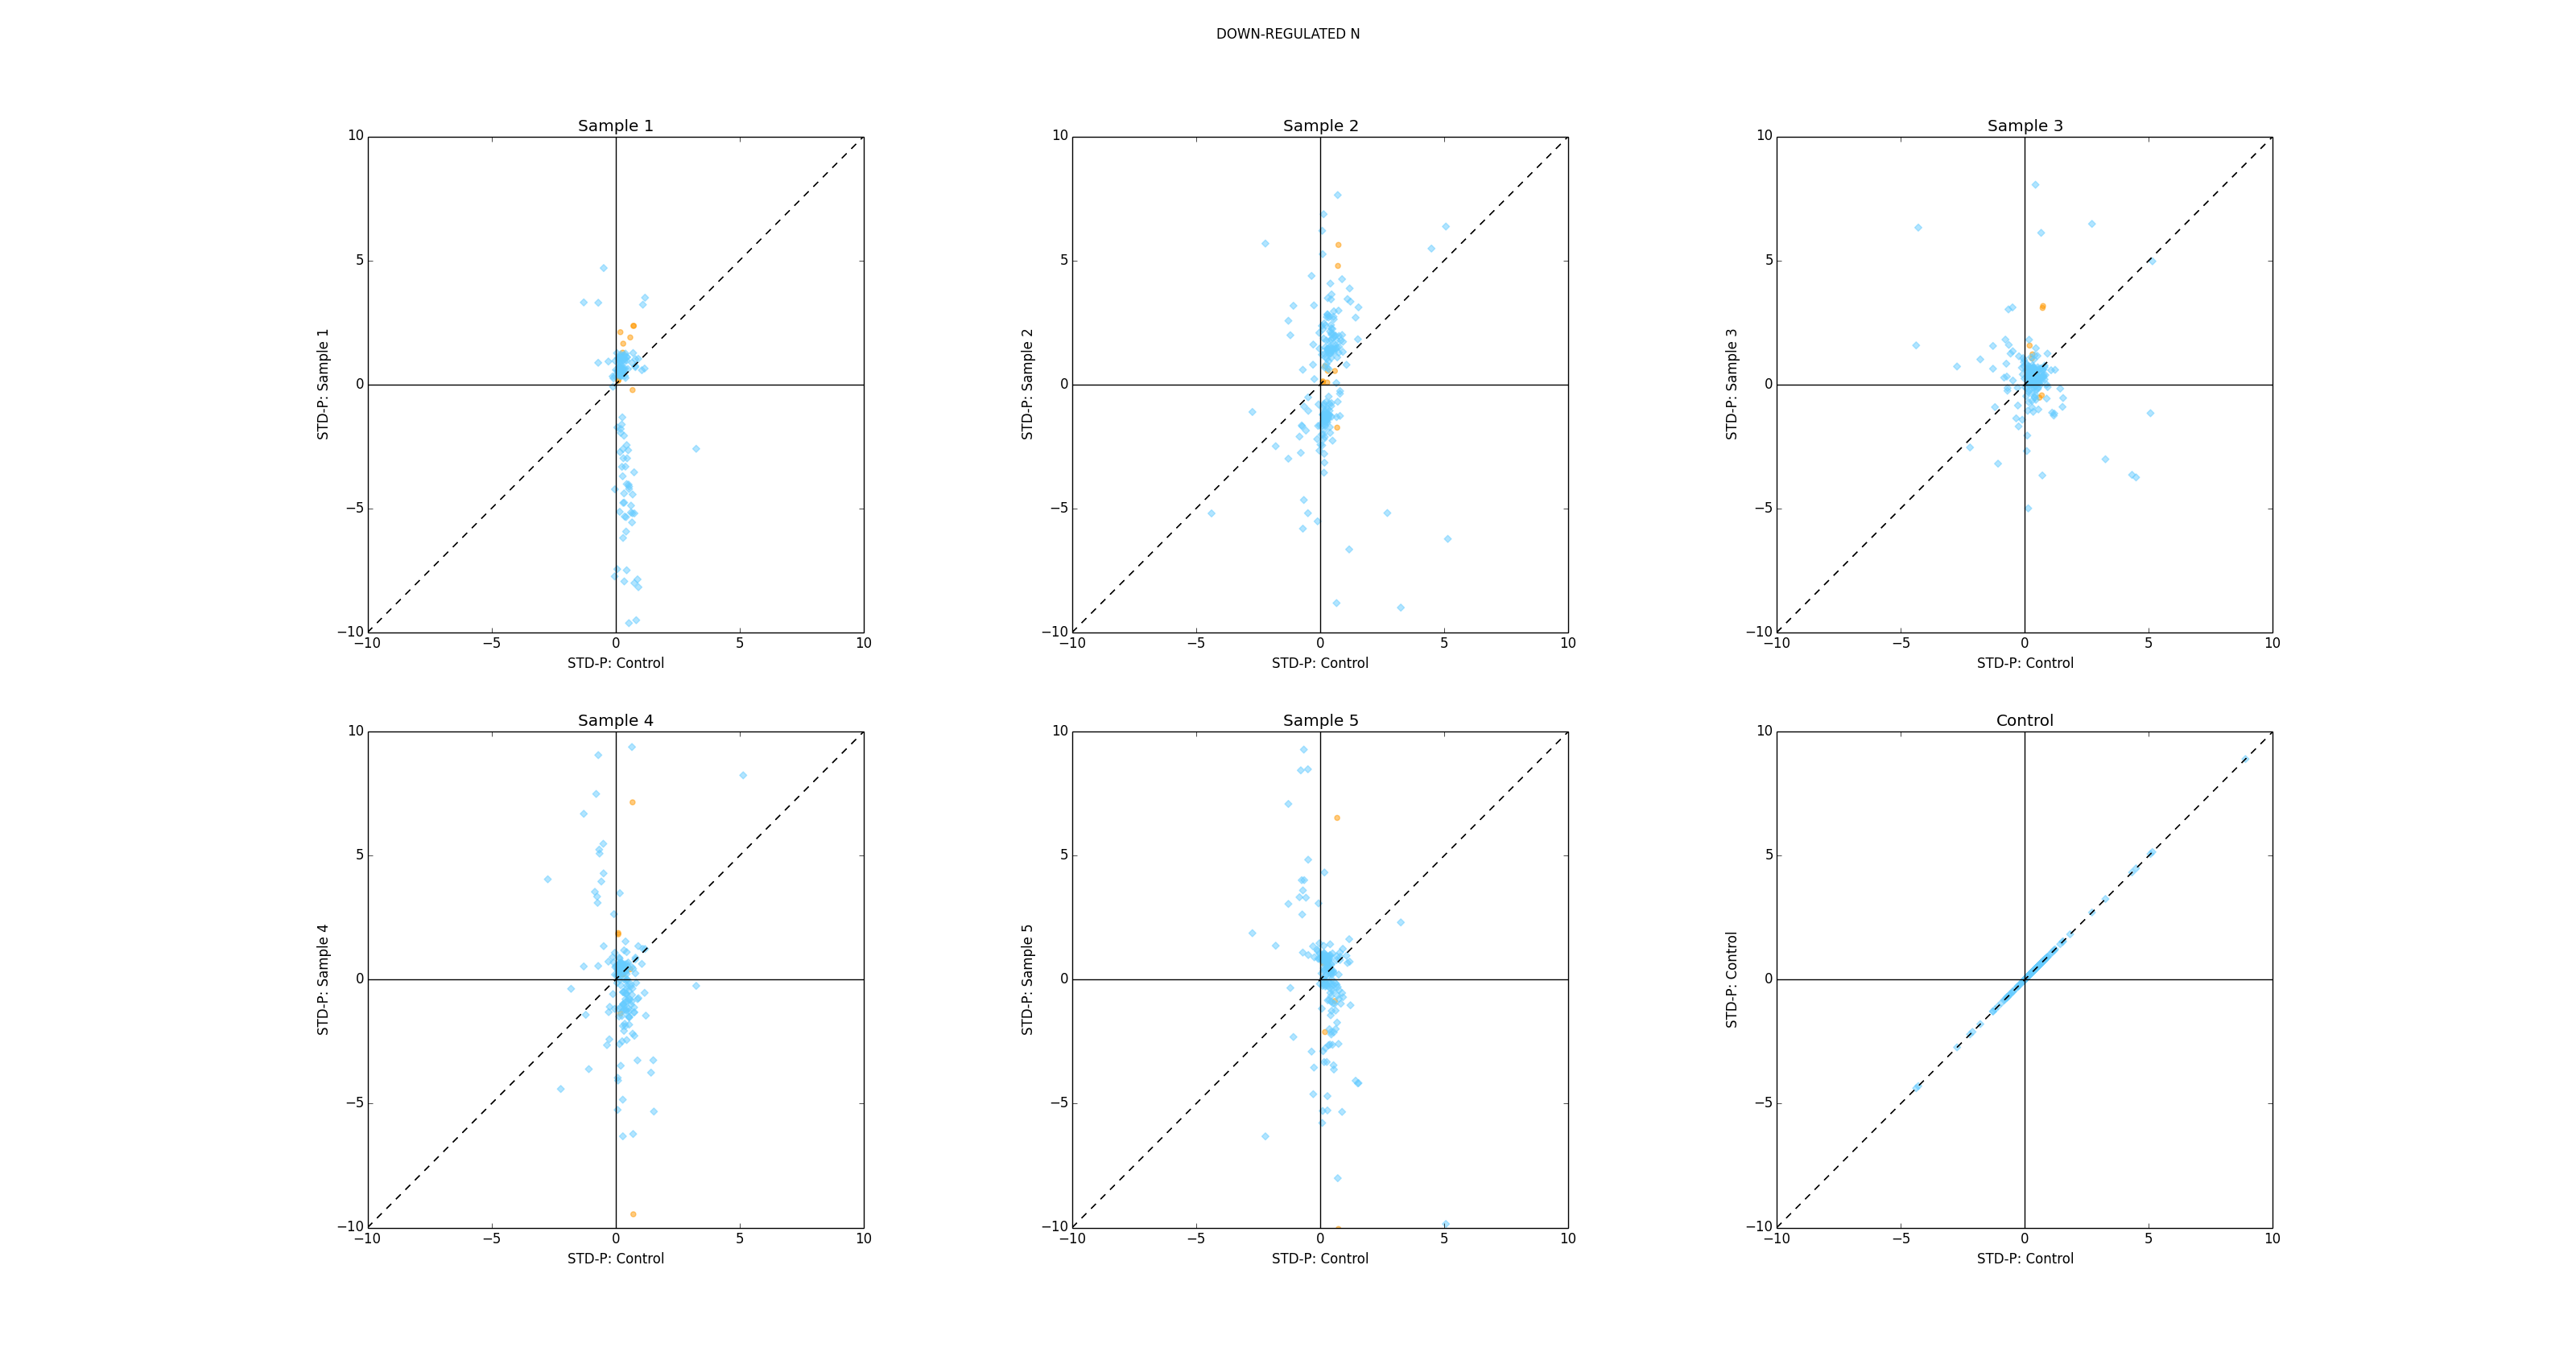 DOWN-REGULATED N
Sample 1
10
5
0
−5
−10
−10 −5 0 5 10
STD-P: Sample 1
STD-P: Control
Sample 2
10
5
0
−5
−10
−10 −5 0 5 10
STD-P: Sample 2
STD-P: Control
Sample 3
10
5
0
−5
−10
−10 −5 0 5 10
STD-P: Sample 3
STD-P: Control
Sample 4
10
5
0
−5
−10
−10 −5 0 5 10
STD-P: Sample 4
STD-P: Control
Sample 5
10
5
0
−5
−10
−10 −5 0 5 10
STD-P: Sample 5
STD-P: Control
Control
10
5
0
−5
−10
−10 −5 0 5 10
STD-P: Control
STD-P: Control